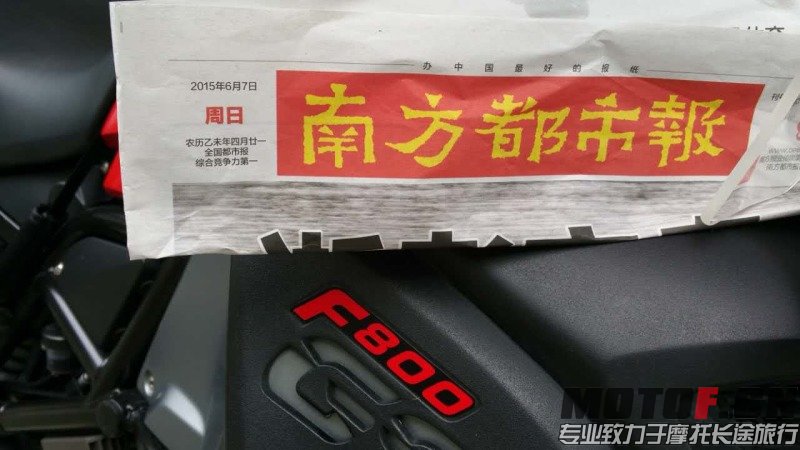 办中国最好的报纸
2015年6月7日
周日
农历乙未年四月廿一
全国都市报
综合竞争力第一
南方都市報
F800
GS
MOTOF.CN
专业致力于摩托长途旅行